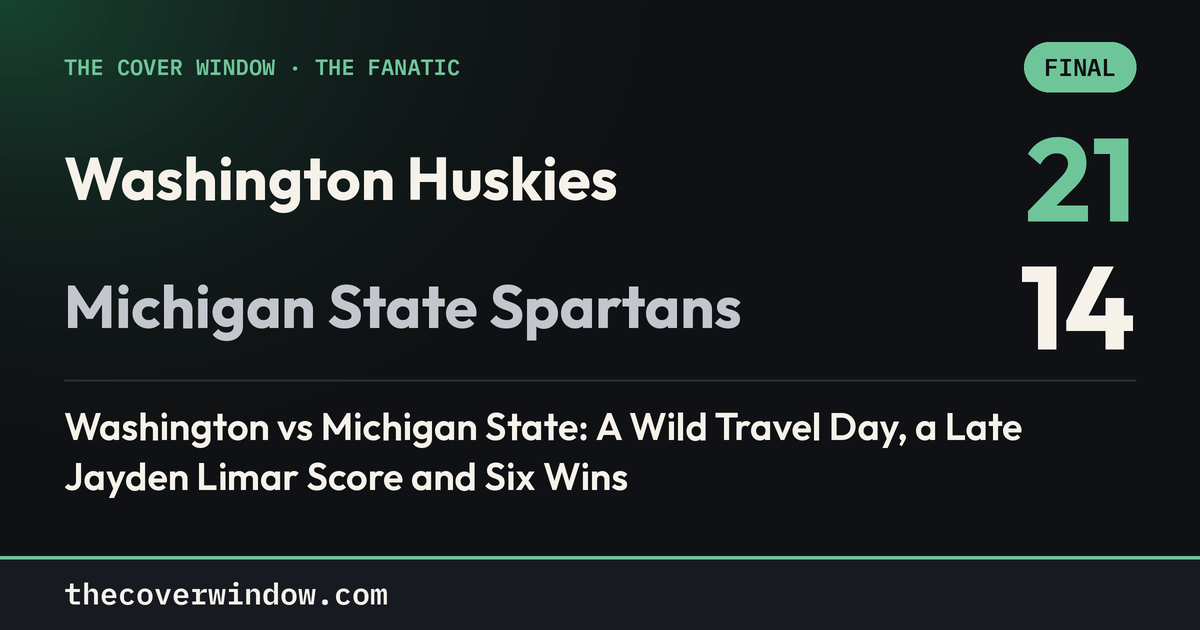 THE COVER WINDOW · THE FANATIC
FINAL
Washington Huskies 21
Michigan State Spartans 14
Washington vs Michigan State: A Wild Travel Day, a Late
Jayden Limar Score and Six Wins
thecoverwindow.com